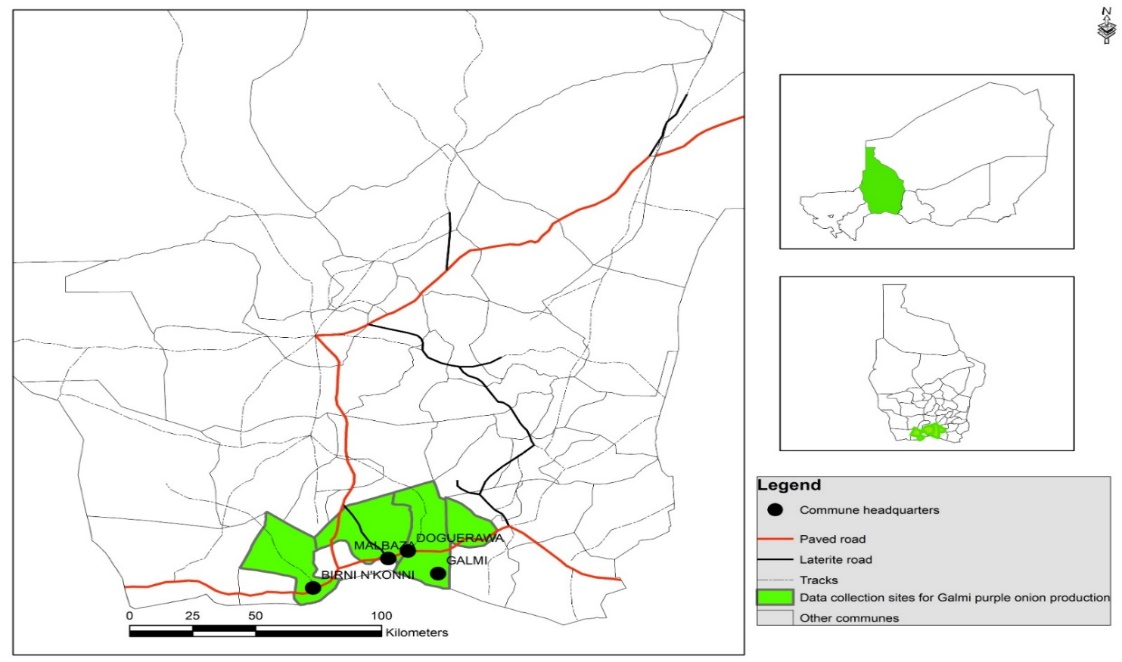 N
DOGUERAWA
MALBAZA
GALMI
BIRNI N'KONNI
0 25 50 100
Kilometers
Legend
Commune headquarters
Paved road
Laterite road
Tracks
Data collection sites for Galmi purple onion production
Other communes